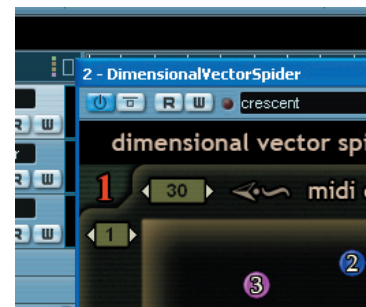 2 - DimensionalVectorSpider
R W crescent
R W
dimensional vector spi
R W
1 30 midi
R W
1
2
3